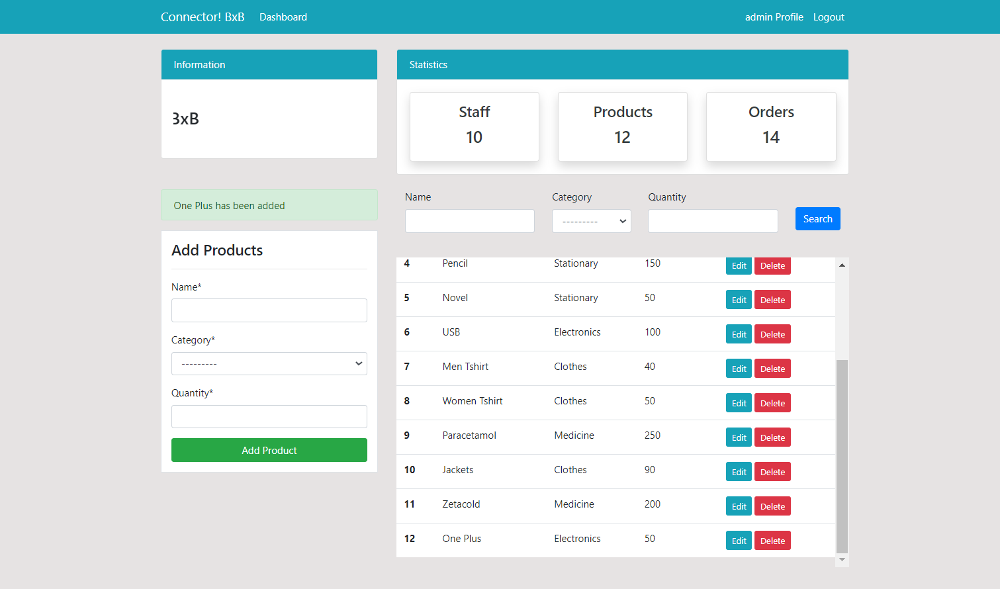 Connector! BxB Dashboard admin Profile Logout
Information
BxB
Statistics
Staff
10
Products
12
Orders
14
One Plus has been added
Add Products
Name*
Category*
---------
Quantity*
Add Product
Name Category Quantity
--------- Search
4 Pencil Stationary 150 Edit Delete
5 Novel Stationary 50 Edit Delete
6 USB Electronics 100 Edit Delete
7 Men Tshirt Clothes 40 Edit Delete
8 Women Tshirt Clothes 50 Edit Delete
9 Paracetamol Medicine 250 Edit Delete
10 Jackets Clothes 90 Edit Delete
11 Zetacold Medicine 200 Edit Delete
12 One Plus Electronics 50 Edit Delete